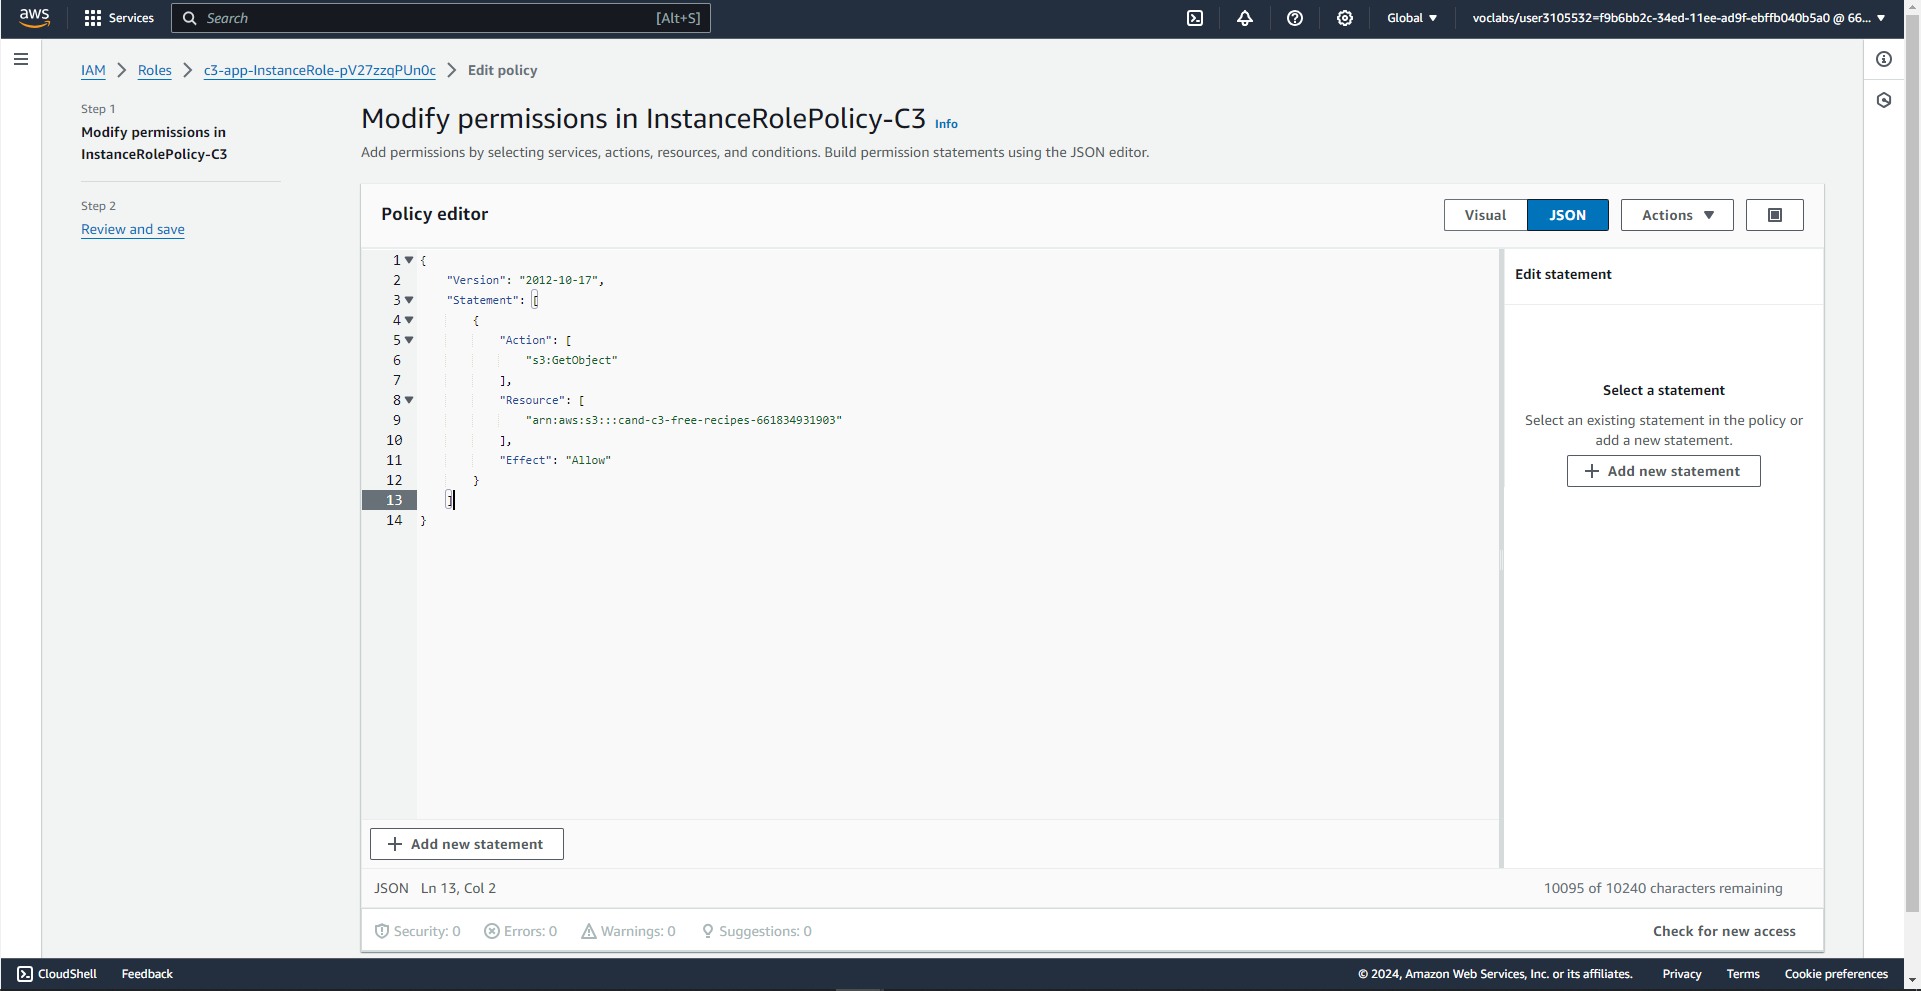 aws Services Search [Alt+S] Global voclabs/user3105532=f9b6bb2c-34ed-11ee-ad9f-ebffb040b5a0 @ 66...
IAM Roles c3-app-InstanceRole-pV27zzqPUn0c Edit policy
Step 1
Modify permissions in
InstanceRolePolicy-C3
Step 2
Review and save
Modify permissions in InstanceRolePolicy-C3 Info
Add permissions by selecting services, actions, resources, and conditions. Build permission statements using the JSON editor.
Policy editor
Visual JSON Actions
1 {
2 "Version": "2012-10-17",
3 "Statement": [
4 {
5 "Action": [
6 "s3:GetObject"
7 ],
8 "Resource": [
9 "arn:aws:s3:::cand-c3-free-recipes-661834931903"
10 ],
11 "Effect": "Allow"
12 }
13 ]
14 }
Edit statement
Select a statement
Select an existing statement in the policy or
add a new statement.
Add new statement
Add new statement
JSON Ln 13, Col 2
10095 of 10240 characters remaining
Security: 0 Errors: 0 Warnings: 0 Suggestions: 0
Check for new access
CloudShell Feedback © 2024, Amazon Web Services, Inc. or its affiliates. Privacy Terms Cookie preferences